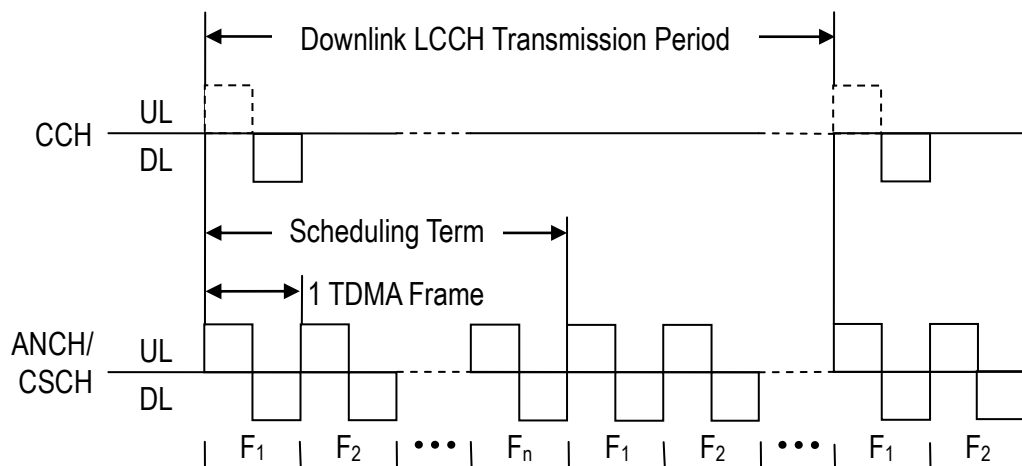 Downlink LCCH Transmission Period
UL
CCH
DL
Scheduling Term
1 TDMA Frame
ANCH/
CSCH
UL
DL
F₁ F₂ ••• Fₙ F₁ F₂ ••• F₁ F₂